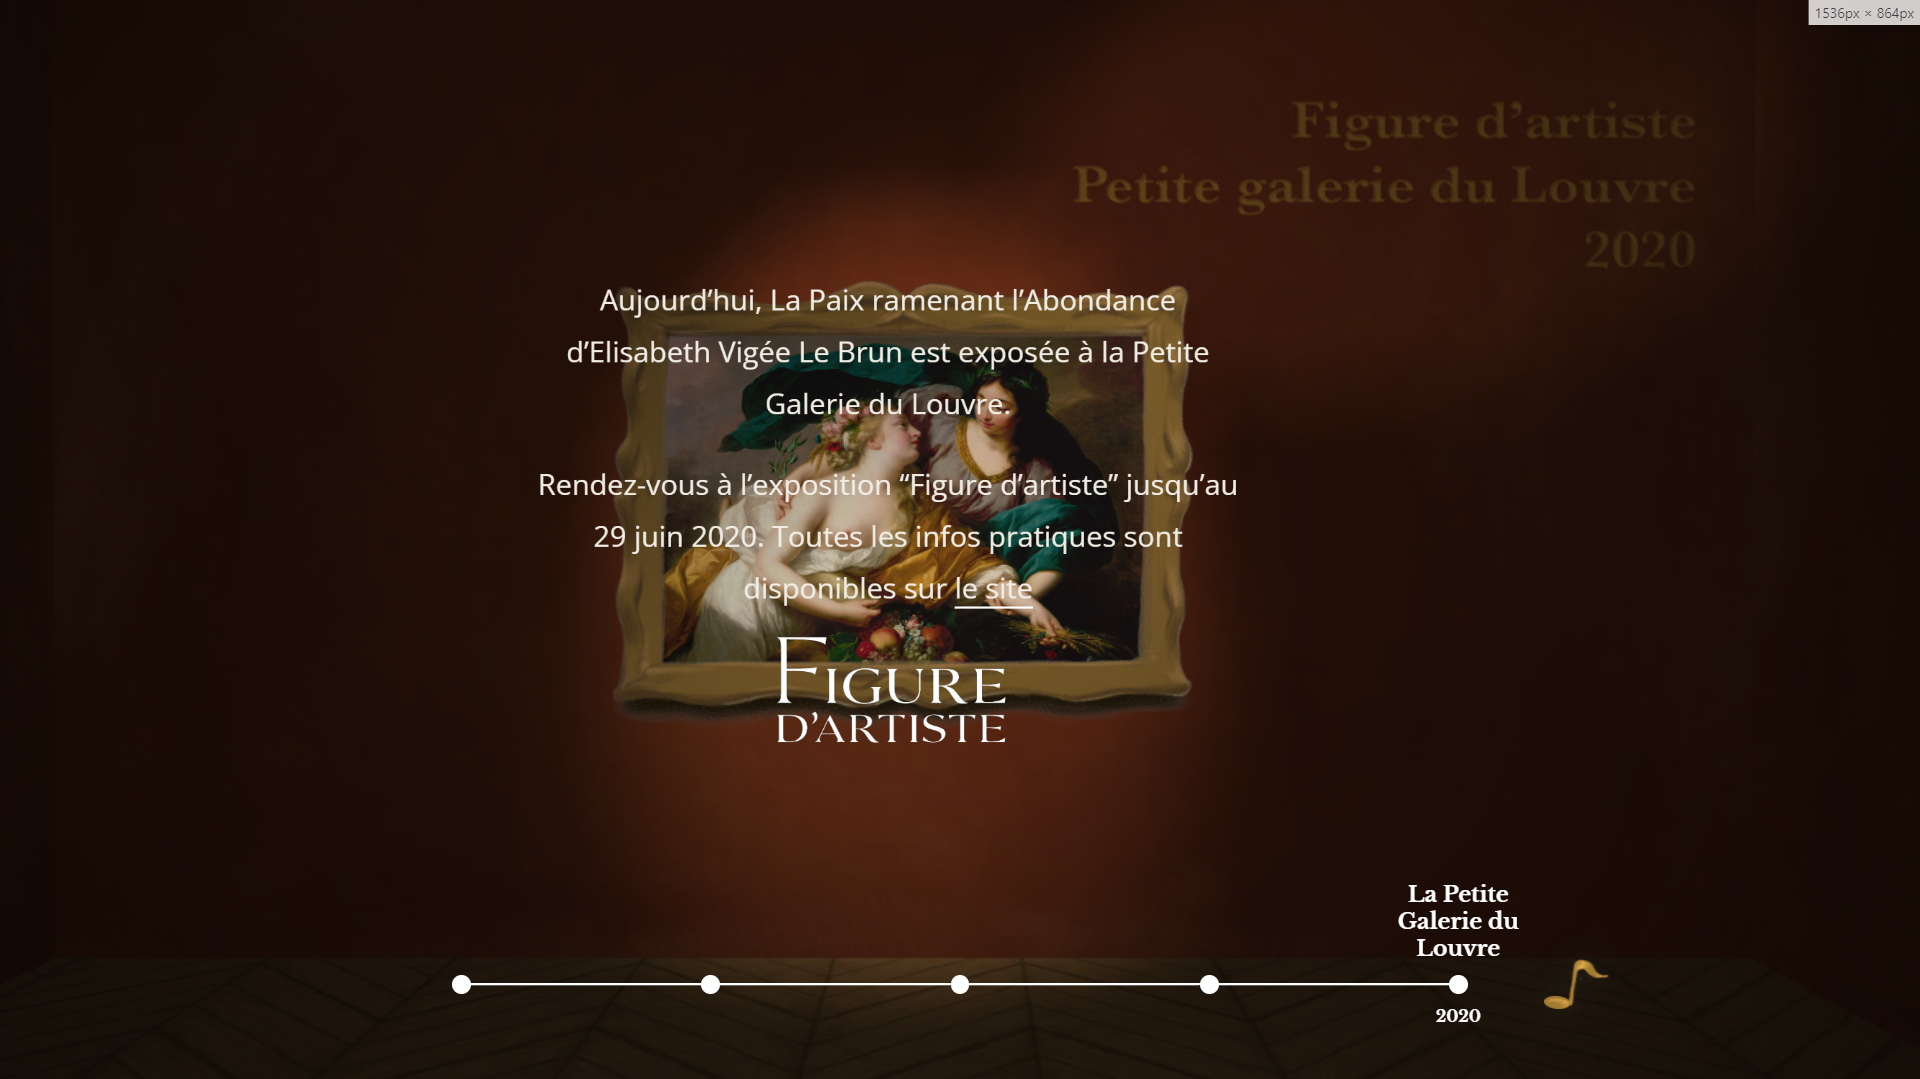 1536px × 864px
Figure d’artiste
Petite galerie du Louvre
2020
Aujourd’hui, La Paix ramenant l’Abondance
d’Elisabeth Vigée Le Brun est exposée à la Petite
Galerie du Louvre.
Rendez-vous à l’exposition “Figure d’artiste” jusqu’au
29 juin 2020. Toutes les infos pratiques sont
disponibles sur le site
FIGURE
D’ARTISTE
La Petite
Galerie du
Louvre
2020